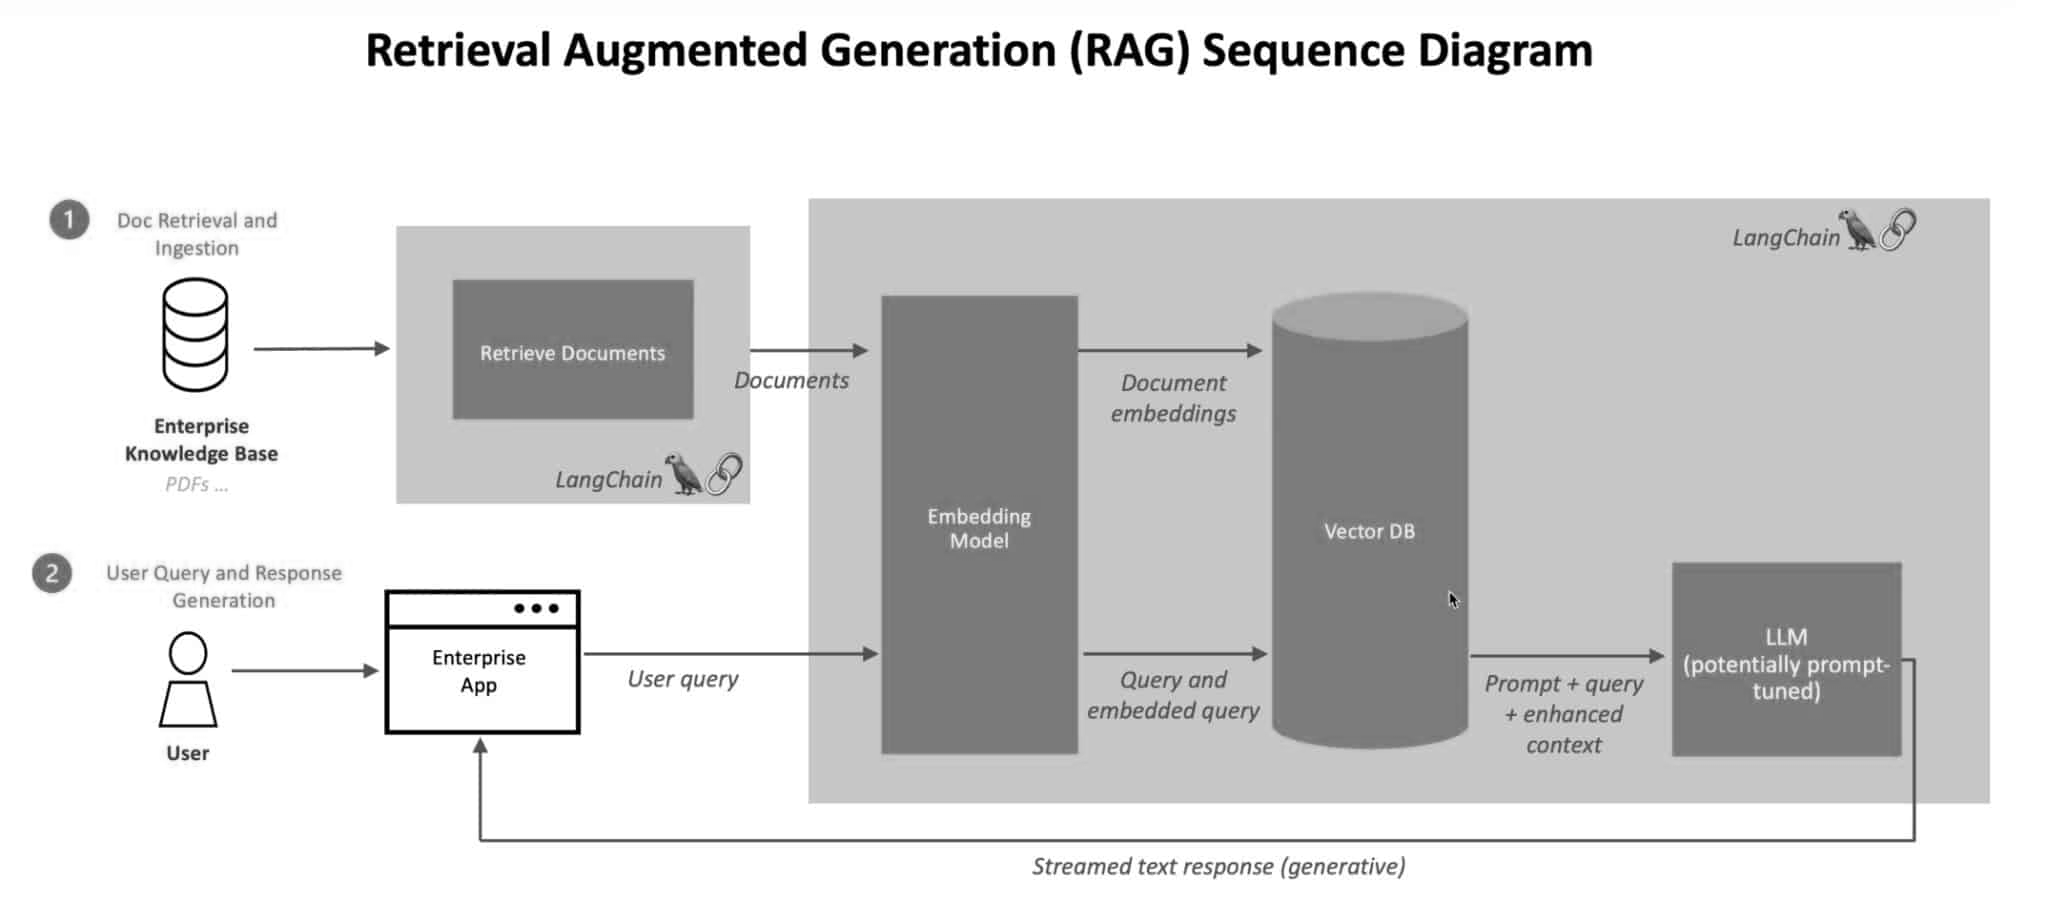 Retrieval Augmented Generation (RAG) Sequence Diagram
1
Doc Retrieval and
Ingestion
Enterprise
Knowledge Base
PDFs ...
Retrieve Documents
LangChain
Documents
LangChain
Embedding
Model
Document
embeddings
Vector DB
2
User Query and Response
Generation
User
Enterprise
App
User query
Query and
embedded query
Prompt + query
+ enhanced
context
LLM
(potentially prompt-
tuned)
Streamed text response (generative)